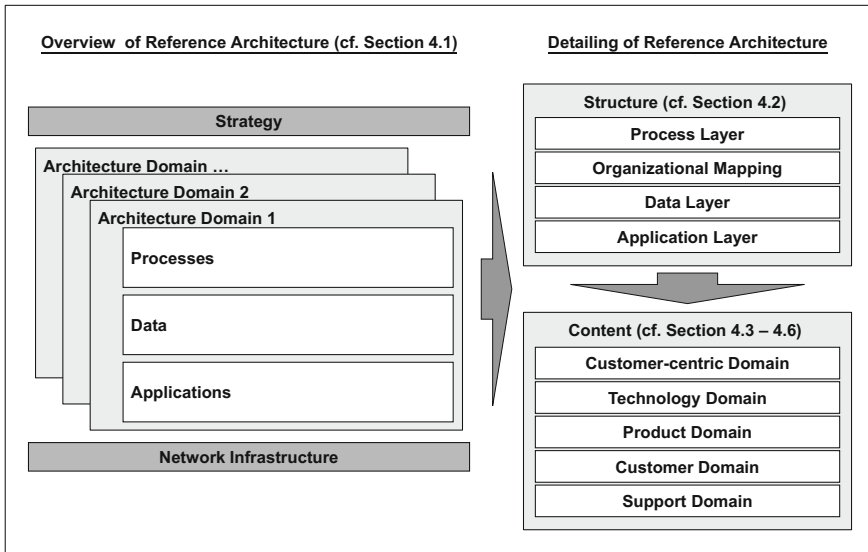 Overview of Reference Architecture (cf. Section 4.1)
Strategy
Architecture Domain …
Architecture Domain 2
Architecture Domain 1
Processes
Data
Applications
Network Infrastructure
Detailing of Reference Architecture
Structure (cf. Section 4.2)
Process Layer
Organizational Mapping
Data Layer
Application Layer
Content (cf. Section 4.3 – 4.6)
Customer-centric Domain
Technology Domain
Product Domain
Customer Domain
Support Domain